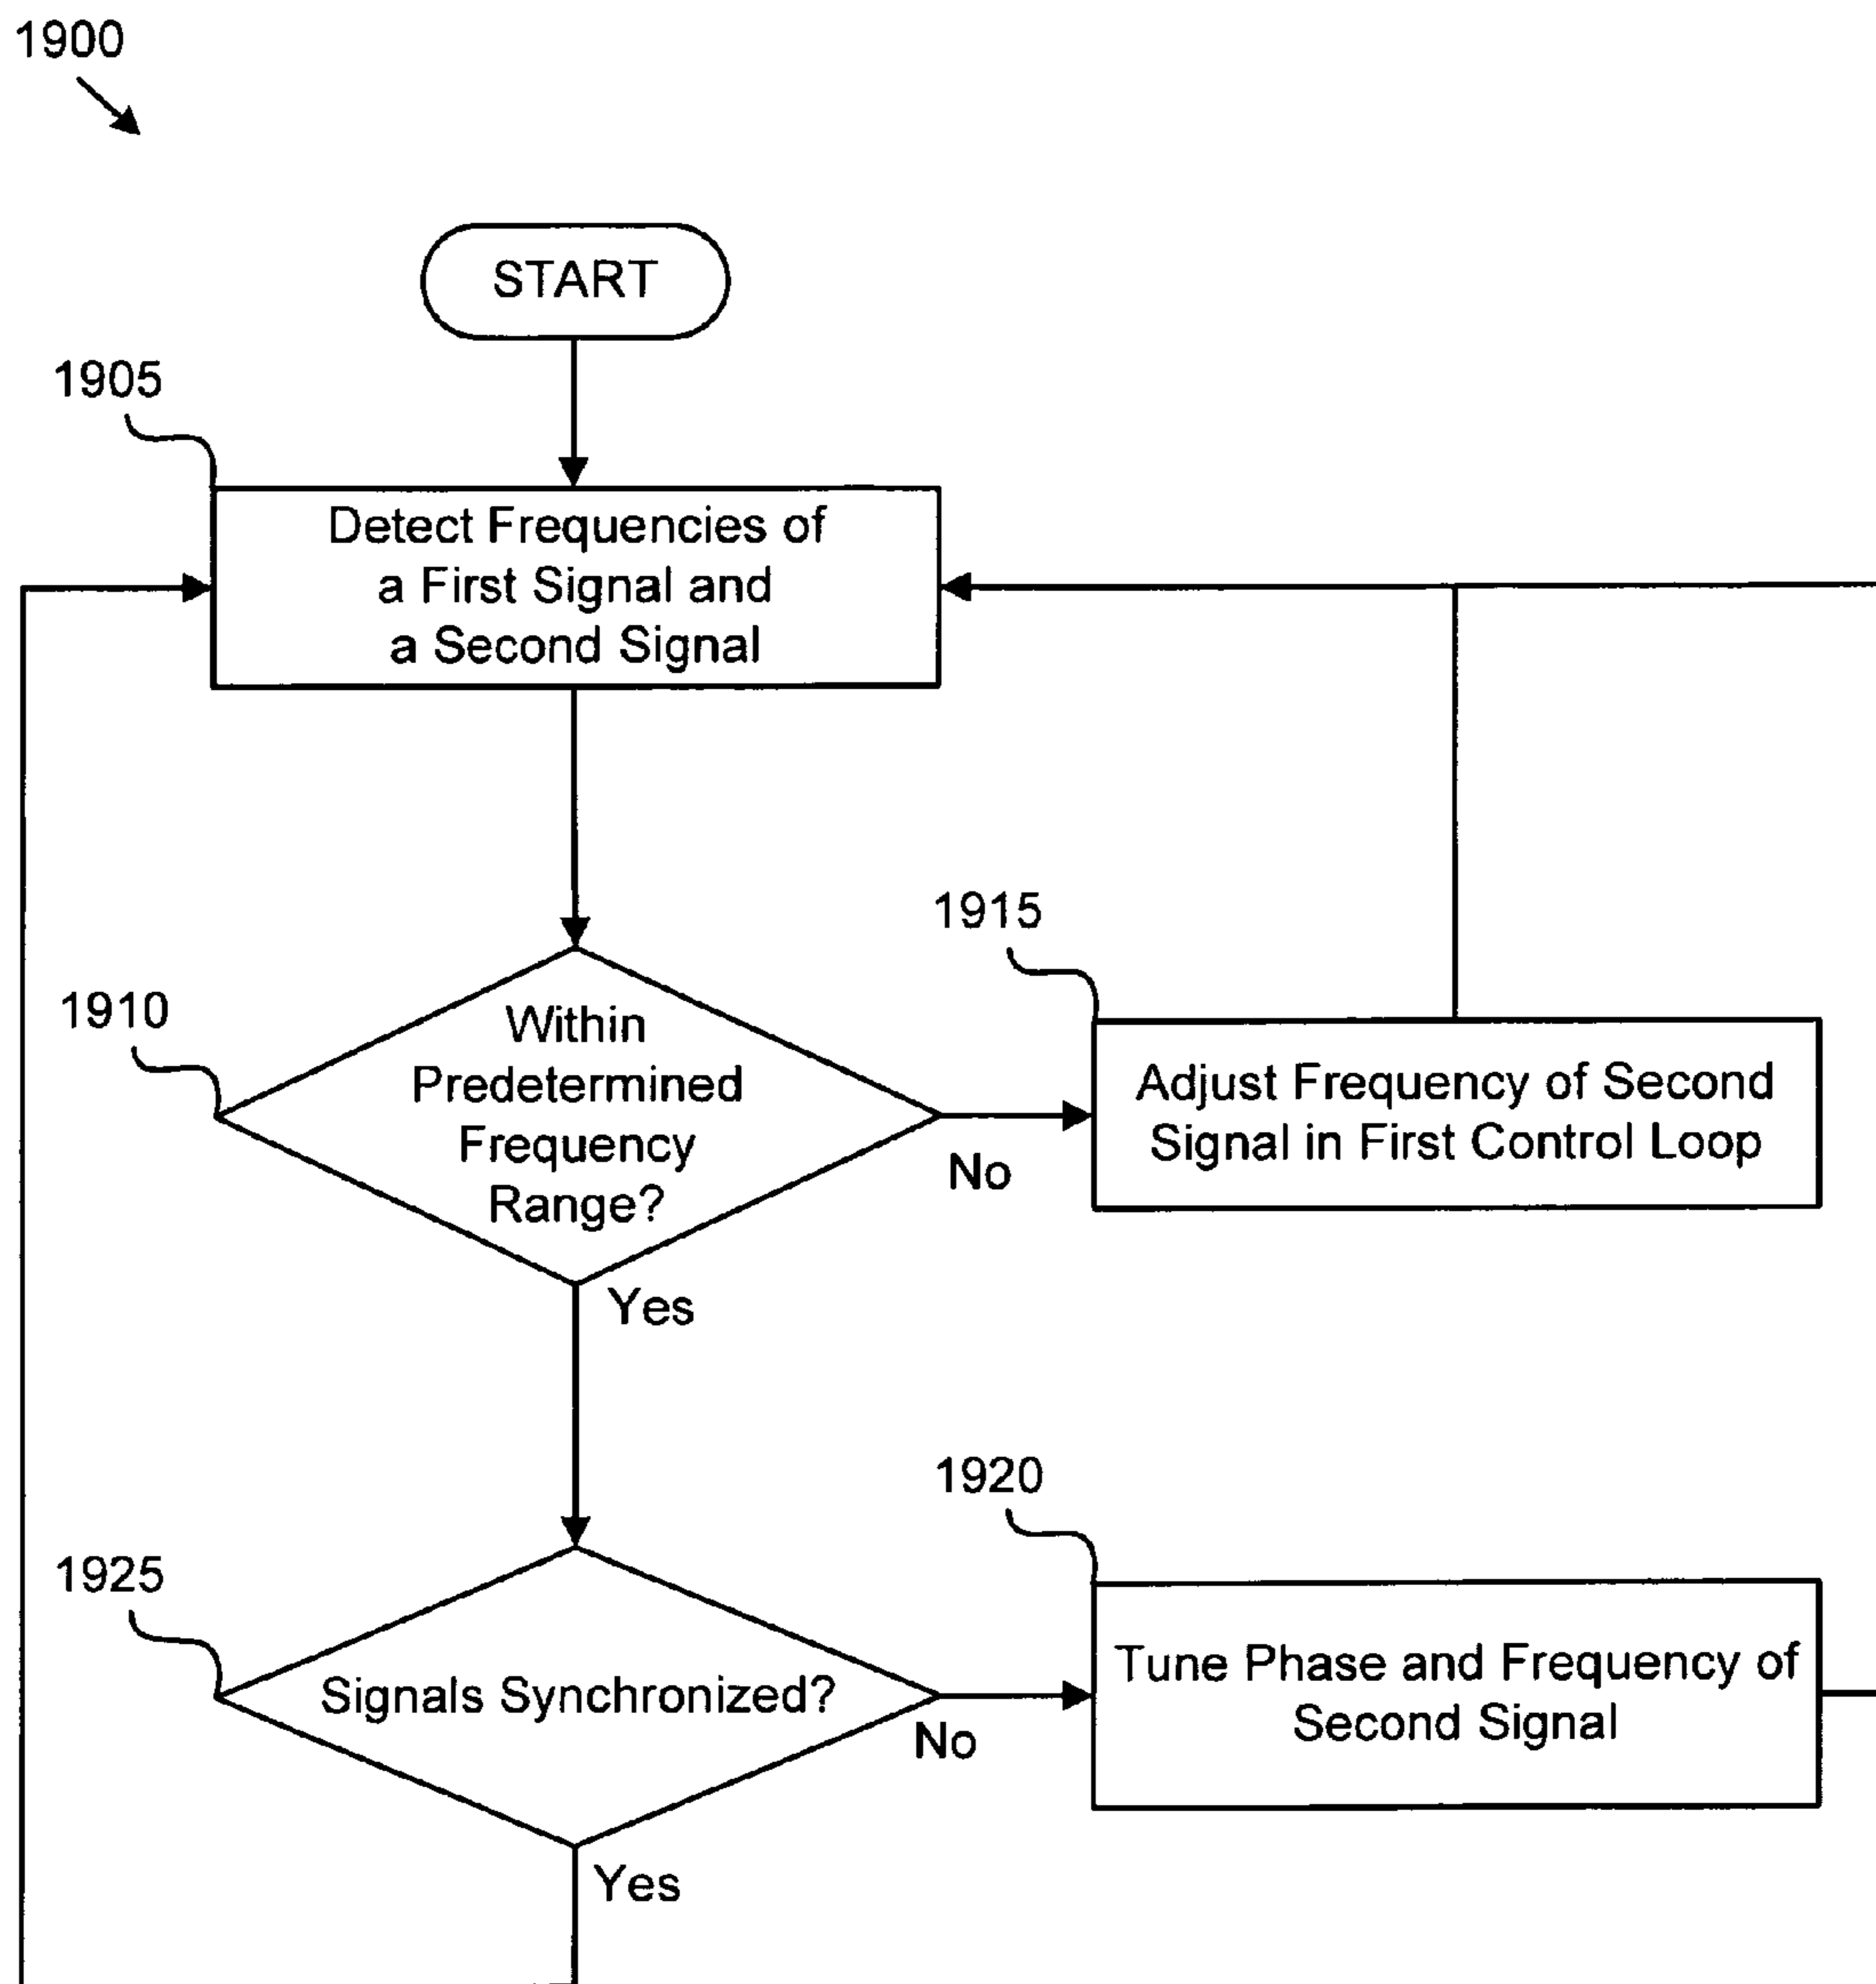 1900
START
1905
Detect Frequencies of
a First Signal and
a Second Signal
1910
Within
Predetermined
Frequency
Range?
No
Yes
1915
Adjust Frequency of Second
Signal in First Control Loop
1925
Signals Synchronized?
No
Yes
1920
Tune Phase and Frequency of
Second Signal